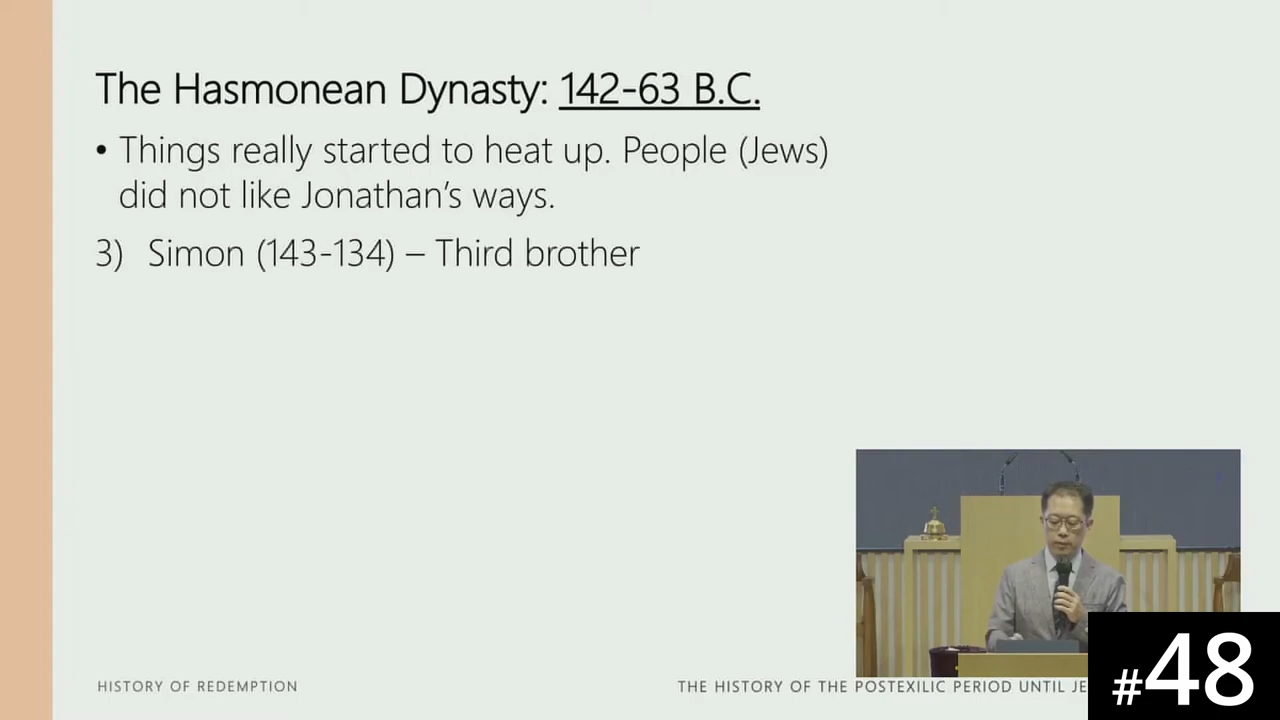 The Hasmonean Dynasty: 142-63 B.C.
• Things really started to heat up. People (Jews)
did not like Jonathan's ways.
3) Simon (143-134) – Third brother
HISTORY OF REDEMPTION
THE HISTORY OF THE POSTEXILIC PERIOD UNTIL JE
#48